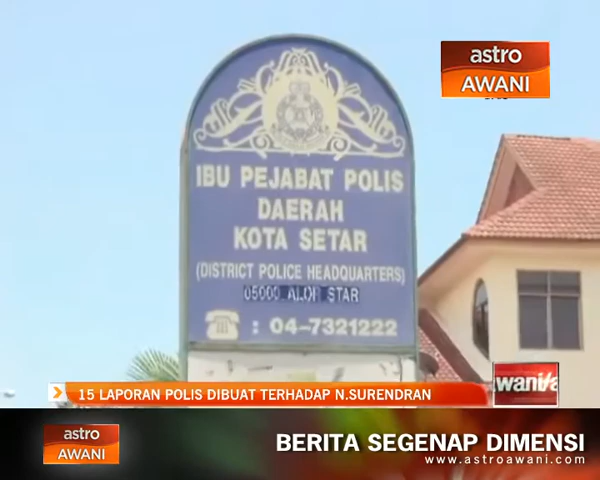 astro
AWANI
IBU PEJABAT POLIS
DAERAH
KOTA SETAR
(DISTRICT POLICE HEADQUARTERS)
05000 ALOR STAR
: 04-7321222
15 LAPORAN POLIS DIBUAT TERHADAP N.SURENDRAN
astro
AWANI
BERITA SEGENAP DIMENSI
www.astroawani.com